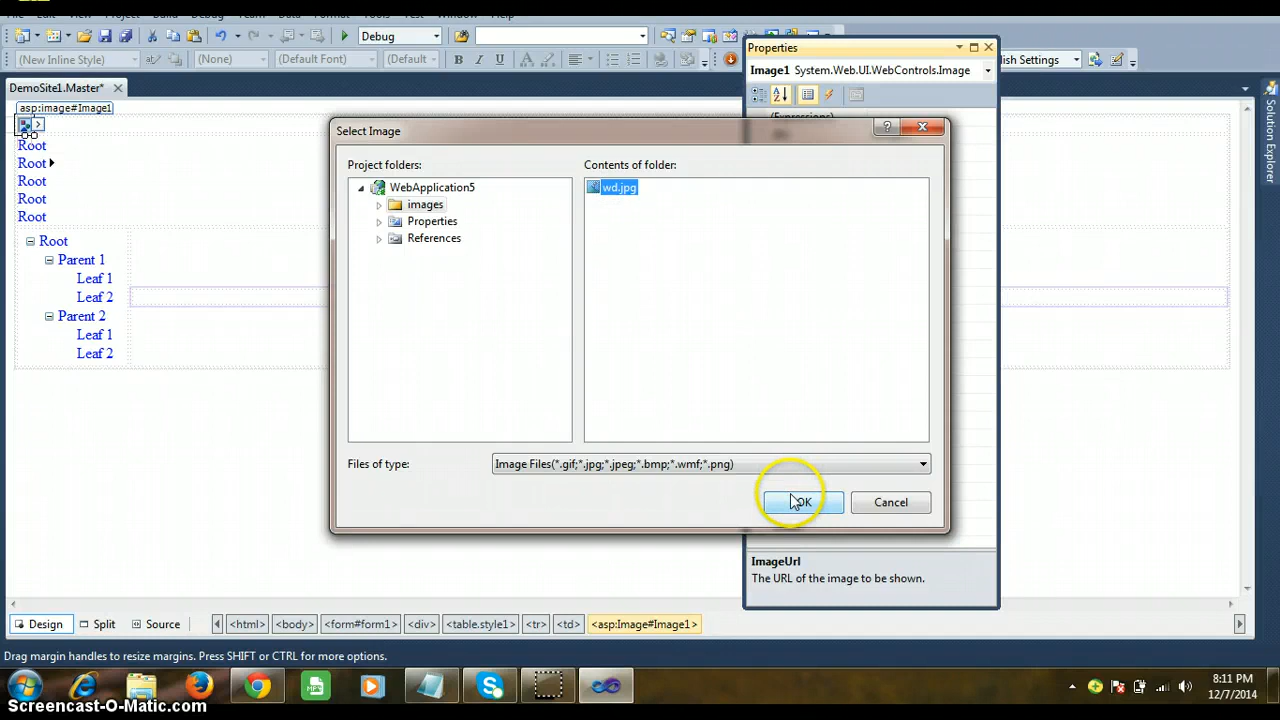 Debug
(New Inline Style)
(None)
(Default Font)
(Default
B I U A
lish Settings
DemoSite1.Master*
asp:image#Image1
Root
Root
Root
Root
Root
Root
Parent 1
Leaf 1
Leaf 2
Parent 2
Leaf 1
Leaf 2
Select Image
Project folders:
WebApplication5
images
Properties
References
Contents of folder:
wd.jpg
Files of type:
Image Files(*.gif;*.jpg;*.jpeg;*.bmp;*.wmf;*.png)
OK
Cancel
Properties
Image1 System.Web.UI.WebControls.Image
(Expressions)
ImageUrl
The URL of the image to be shown.
Solution Explorer
Design
Split
Source
<html> <body> <form#form1> <div> <table.style1> <tr> <td> <asp:Image#Image1>
Drag margin handles to resize margins. Press SHIFT or CTRL for more options.
8:11 PM
12/7/2014
Screencast-O-Matic.com